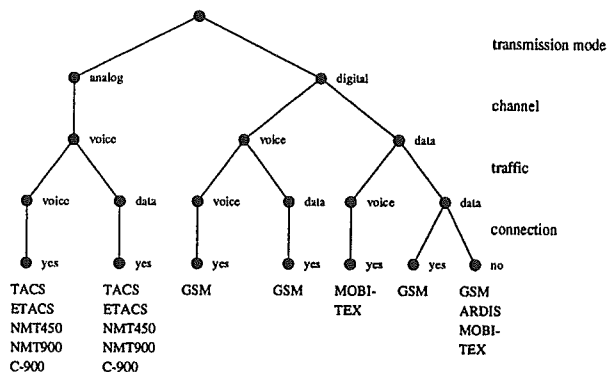 transmission mode
analog
digital
channel
voice
voice
data
traffic
voice
data
voice
data
voice
data
connection
yes
yes
yes
yes
yes
yes
no
TACS
ETACS
NMT450
NMT900
C-900
TACS
ETACS
NMT450
NMT900
C-900
GSM
GSM
MOBI-
TEX
GSM
GSM
ARDIS
MOBI-
TEX